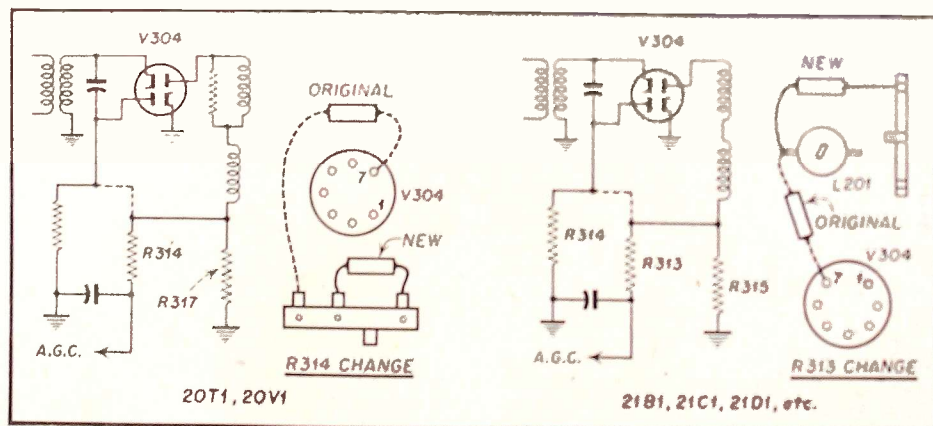 V304
ORIGINAL
7
1
V304
NEW
R314
R317
A.G.C.
R314 CHANGE
20T1, 20V1
V304
NEW
L201
ORIGINAL
V304
7
1
R314
R313
R315
A.G.C.
R313 CHANGE
21B1, 21C1, 21D1, etc.